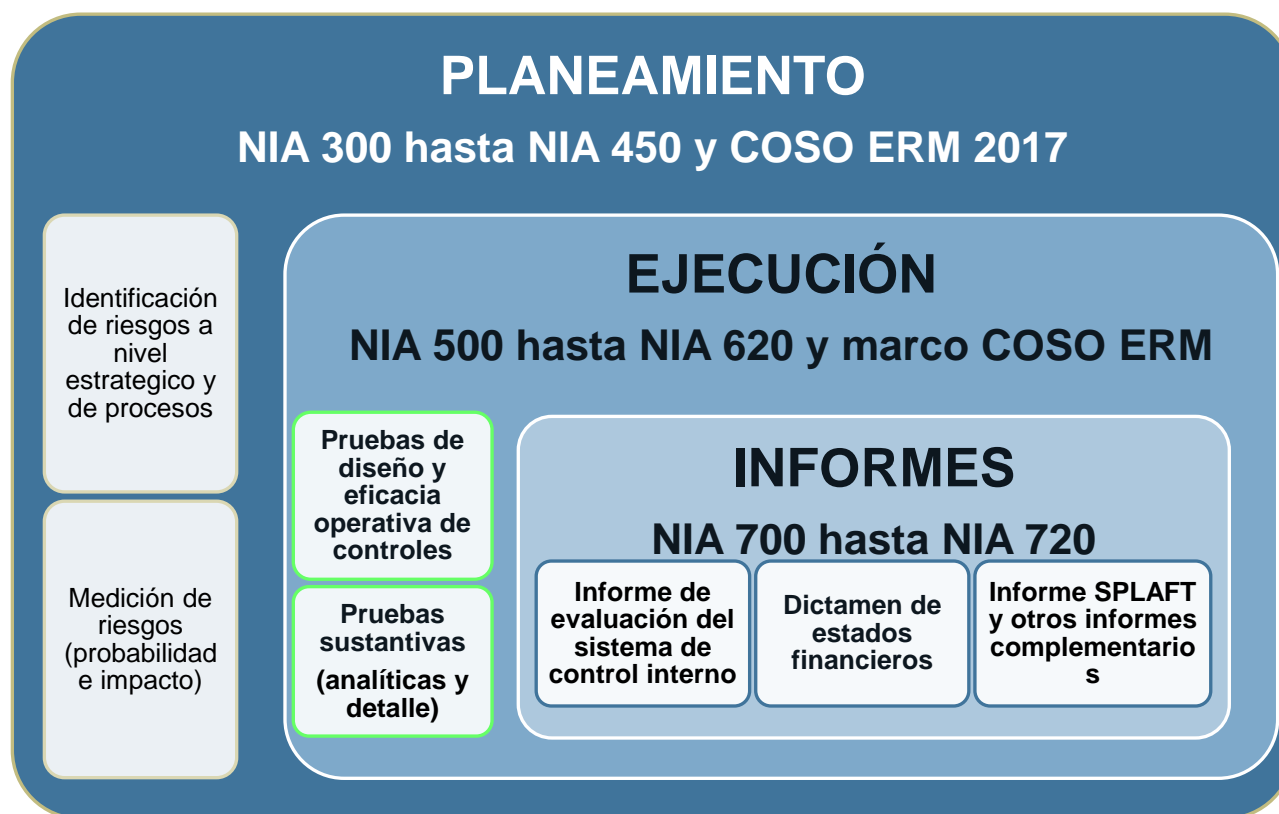 PLANEAMIENTO
NIA 300 hasta NIA 450 y COSO ERM 2017
Identificación
de riesgos a
nivel
estrategico y
de procesos
Medición de
riesgos
(probabilidad
e impacto)
EJECUCIÓN
NIA 500 hasta NIA 620 y marco COSO ERM
Pruebas de
diseño y
eficacia
operativa de
controles
Pruebas
sustantivas
(analíticas y
detalle)
INFORMES
NIA 700 hasta NIA 720
Informe de
evaluación del
sistema de
control interno
Dictamen de
estados
financieros
Informe SPLAFT
y otros informes
complementario
s